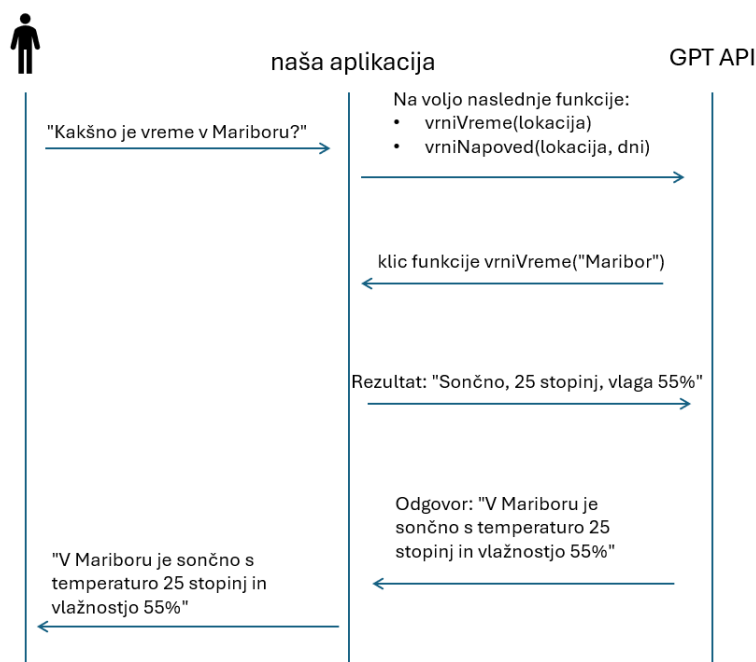 naša aplikacija
GPT API
"Kakšno je vreme v Mariboru?"
Na voljo naslednje funkcije:
• vrniVreme(lokacija)
• vrniNapoved(lokacija, dni)
klic funkcije vrniVreme("Maribor")
Rezultat: "Sončno, 25 stopinj, vlaga 55%"
Odgovor: "V Mariboru je
sončno s temperaturo 25
stopinj in vlažnostjo 55%"
"V Mariboru je sončno s
temperaturo 25 stopinj in
vlažnostjo 55%"